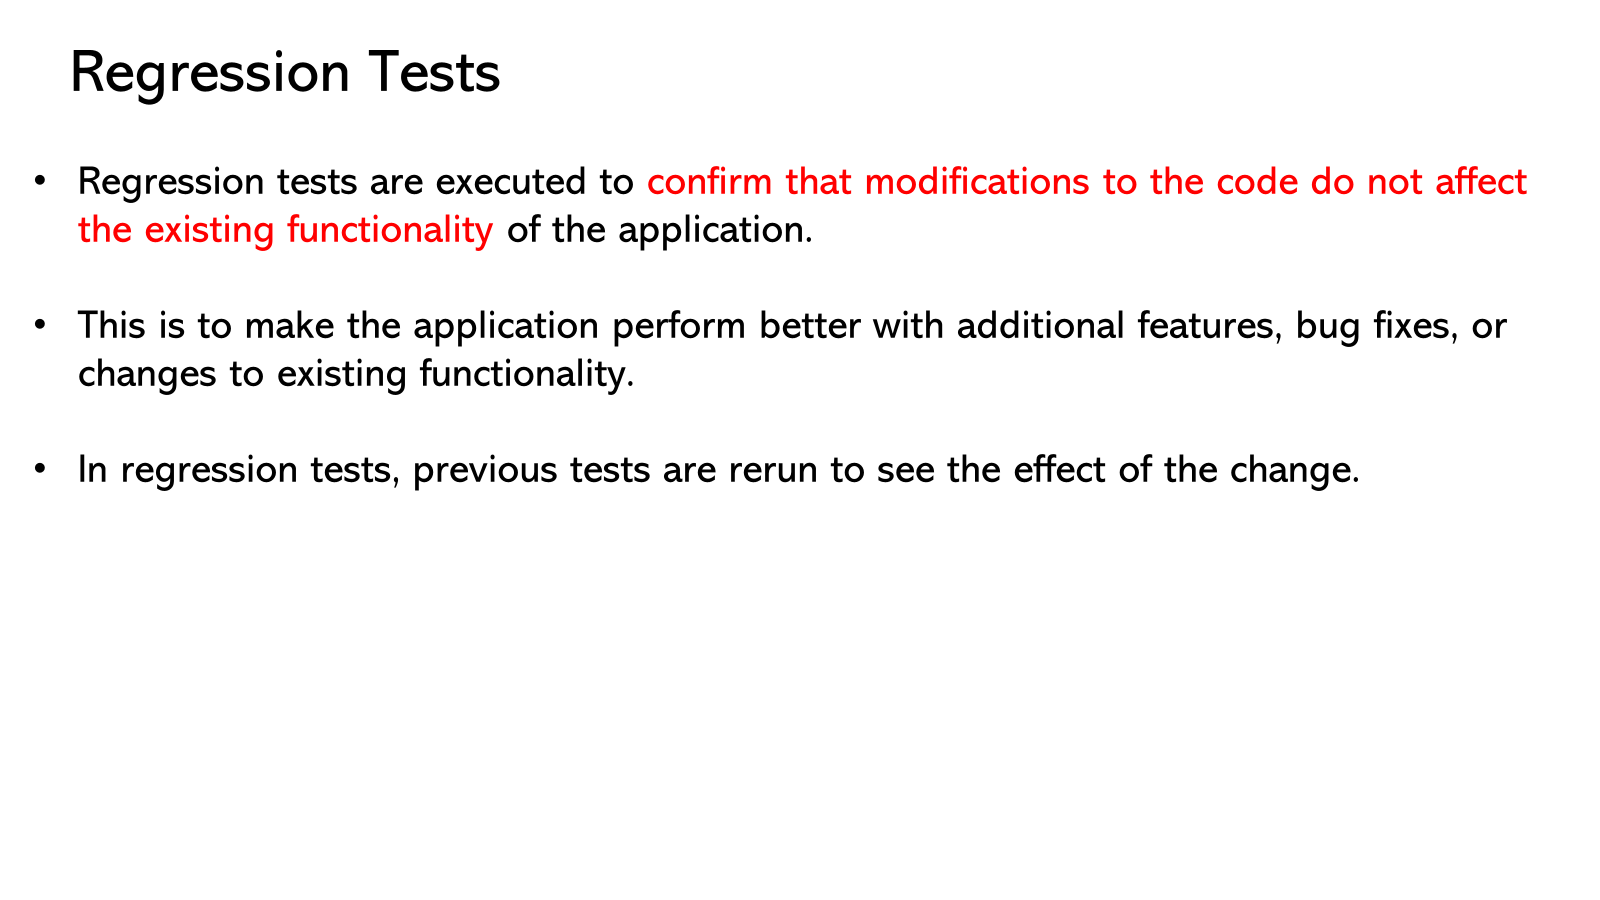 Regression Tests
• Regression tests are executed to confirm that modifications to the code do not affect
the existing functionality of the application.
• This is to make the application perform better with additional features, bug fixes, or
changes to existing functionality.
• In regression tests, previous tests are rerun to see the effect of the change.